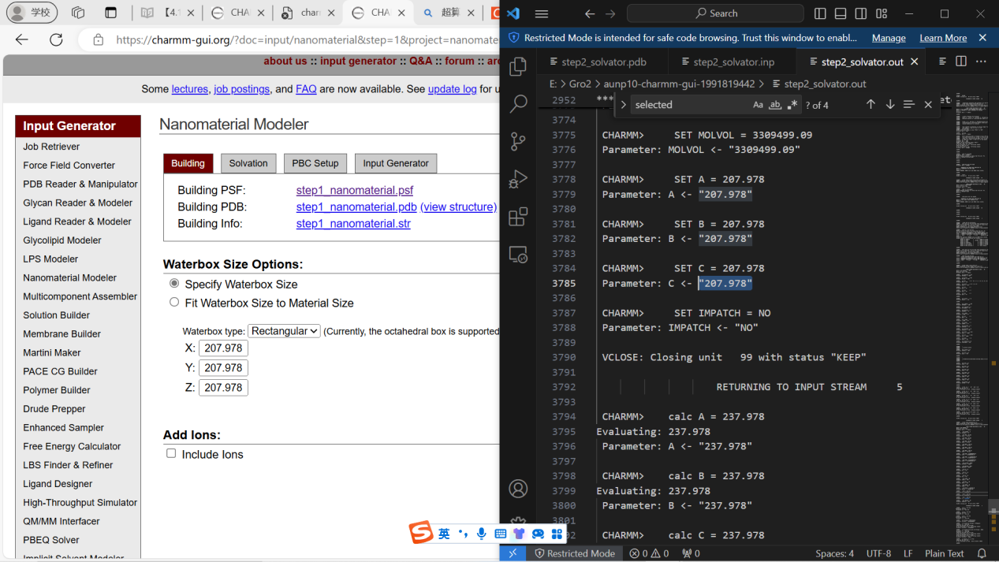 学校
【4.1
CHA
charr
CHA
超算
https://charmm-gui.org/?doc=input/nanomaterial&step=1&project=nanomate
about us :: input generator :: Q&A :: forum :: arc
Some lectures, job postings, and FAQ are now available. See update log for u
Input Generator
Job Retriever
Force Field Converter
PDB Reader & Manipulator
Glycan Reader & Modeler
Ligand Reader & Modeler
Glycolipid Modeler
LPS Modeler
Nanomaterial Modeler
Multicomponent Assembler
Solution Builder
Membrane Builder
Martini Maker
PACE CG Builder
Polymer Builder
Drude Prepper
Enhanced Sampler
Free Energy Calculator
LBS Finder & Refiner
Ligand Designer
High-Throughput Simulator
QM/MM Interfacer
PBEQ Solver
Implicit Solvent Modeler
Nanomaterial Modeler
Building
Solvation
PBC Setup
Input Generator
Building PSF: step1_nanomaterial.psf
Building PDB: step1_nanomaterial.pdb (view structure)
Building Info: step1_nanomaterial.str
Waterbox Size Options:
Specify Waterbox Size
Fit Waterbox Size to Material Size
Waterbox type: Rectangular (Currently, the octahedral box is supported
X: 207.978
Y: 207.978
Z: 207.978
Add Ions:
Include Ions
英
Search
Restricted Mode is intended for safe code browsing. Trust this window to enabl... Manage Learn More
step2_solvator.pdb
step2_solvator.inp
step2_solvator.out
E: > Gro2 > aunp10-charmm-gui-1991819442 > step2_solvator.out
selected
Aa
ab
? of 4
2952
3774
3775 CHARMM> SET MOLVOL = 3309499.09
3776 Parameter: MOLVOL <- "3309499.09"
3777
3778 CHARMM> SET A = 207.978
3779 Parameter: A <- "207.978"
3780
3781 CHARMM> SET B = 207.978
3782 Parameter: B <- "207.978"
3783
3784 CHARMM> SET C = 207.978
3785 Parameter: C <- "207.978"
3786
3787 CHARMM> SET IMPATCH = NO
3788 Parameter: IMPATCH <- "NO"
3789
3790 VCLOSE: Closing unit 99 with status "KEEP"
3791
3792 RETURNING TO INPUT STREAM 5
3793
3794 CHARMM> calc A = 237.978
3795 Evaluating: 237.978
3796 Parameter: A <- "237.978"
3797
3798 CHARMM> calc B = 237.978
3799 Evaluating: 237.978
3800 Parameter: B <- "237.978"
3801
CHARMM> calc C = 237.978
Restricted Mode
0
0
0
Spaces: 4
UTF-8
LF
Plain Text